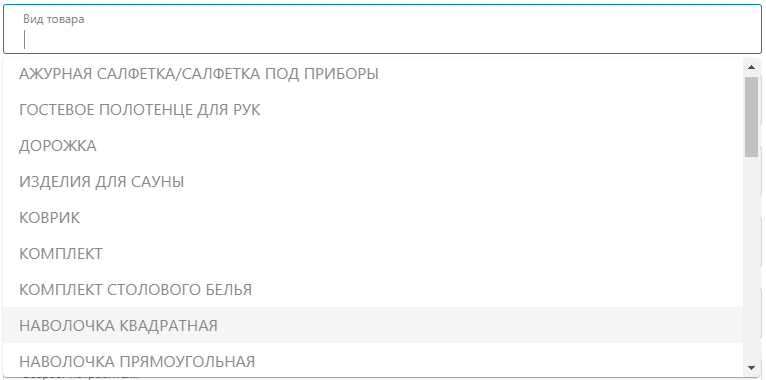 Вид товара
АЖУРНАЯ САЛФЕТКА/САЛФЕТКА ПОД ПРИБОРЫ
ГОСТЕВОЕ ПОЛОТЕНЦЕ ДЛЯ РУК
ДОРОЖКА
ИЗДЕЛИЯ ДЛЯ САУНЫ
КОВРИК
КОМПЛЕКТ
КОМПЛЕКТ СТОЛОВОГО БЕЛЬЯ
НАВОЛОЧКА КВАДРАТНАЯ
НАВОЛОЧКА ПРЯМОУГОЛЬНАЯ